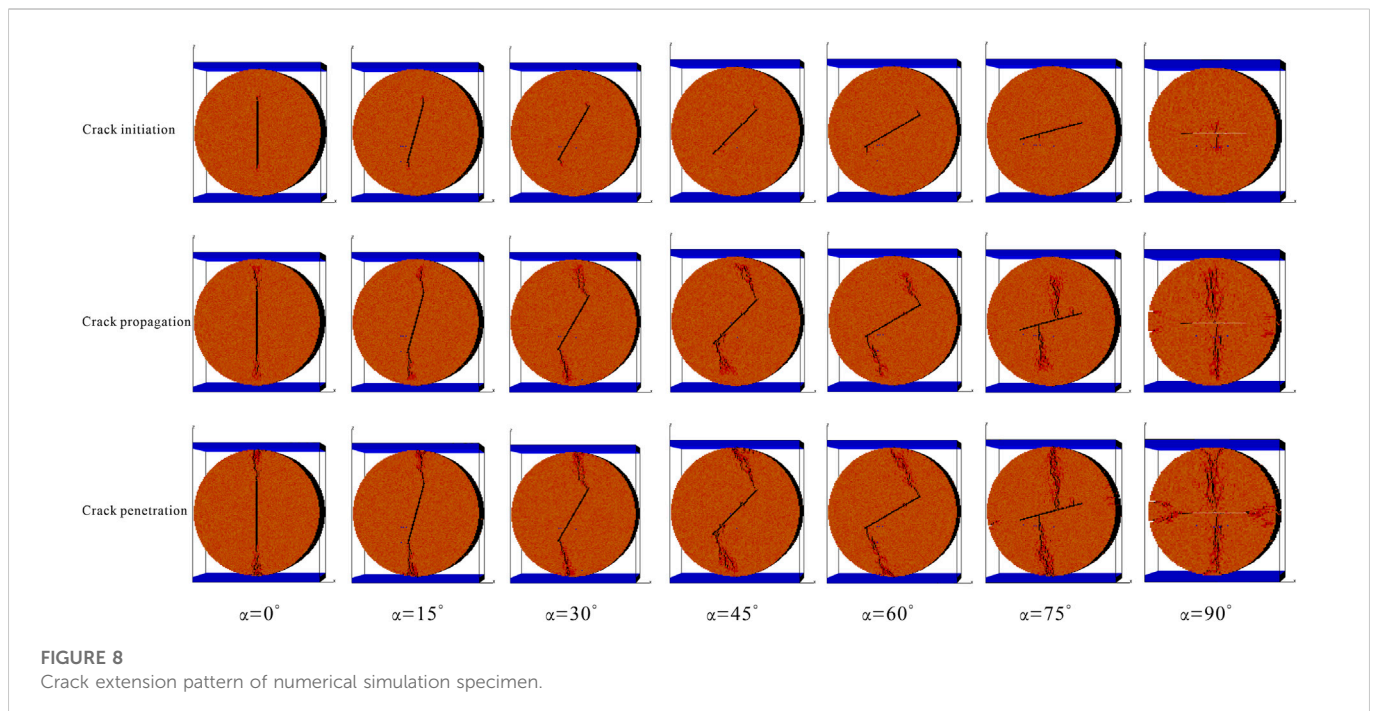 Crack initiation
Crack propagation
Crack penetration
α=0° α=15° α=30° α=45° α=60° α=75° α=90°
FIGURE 8
Crack extension pattern of numerical simulation specimen.